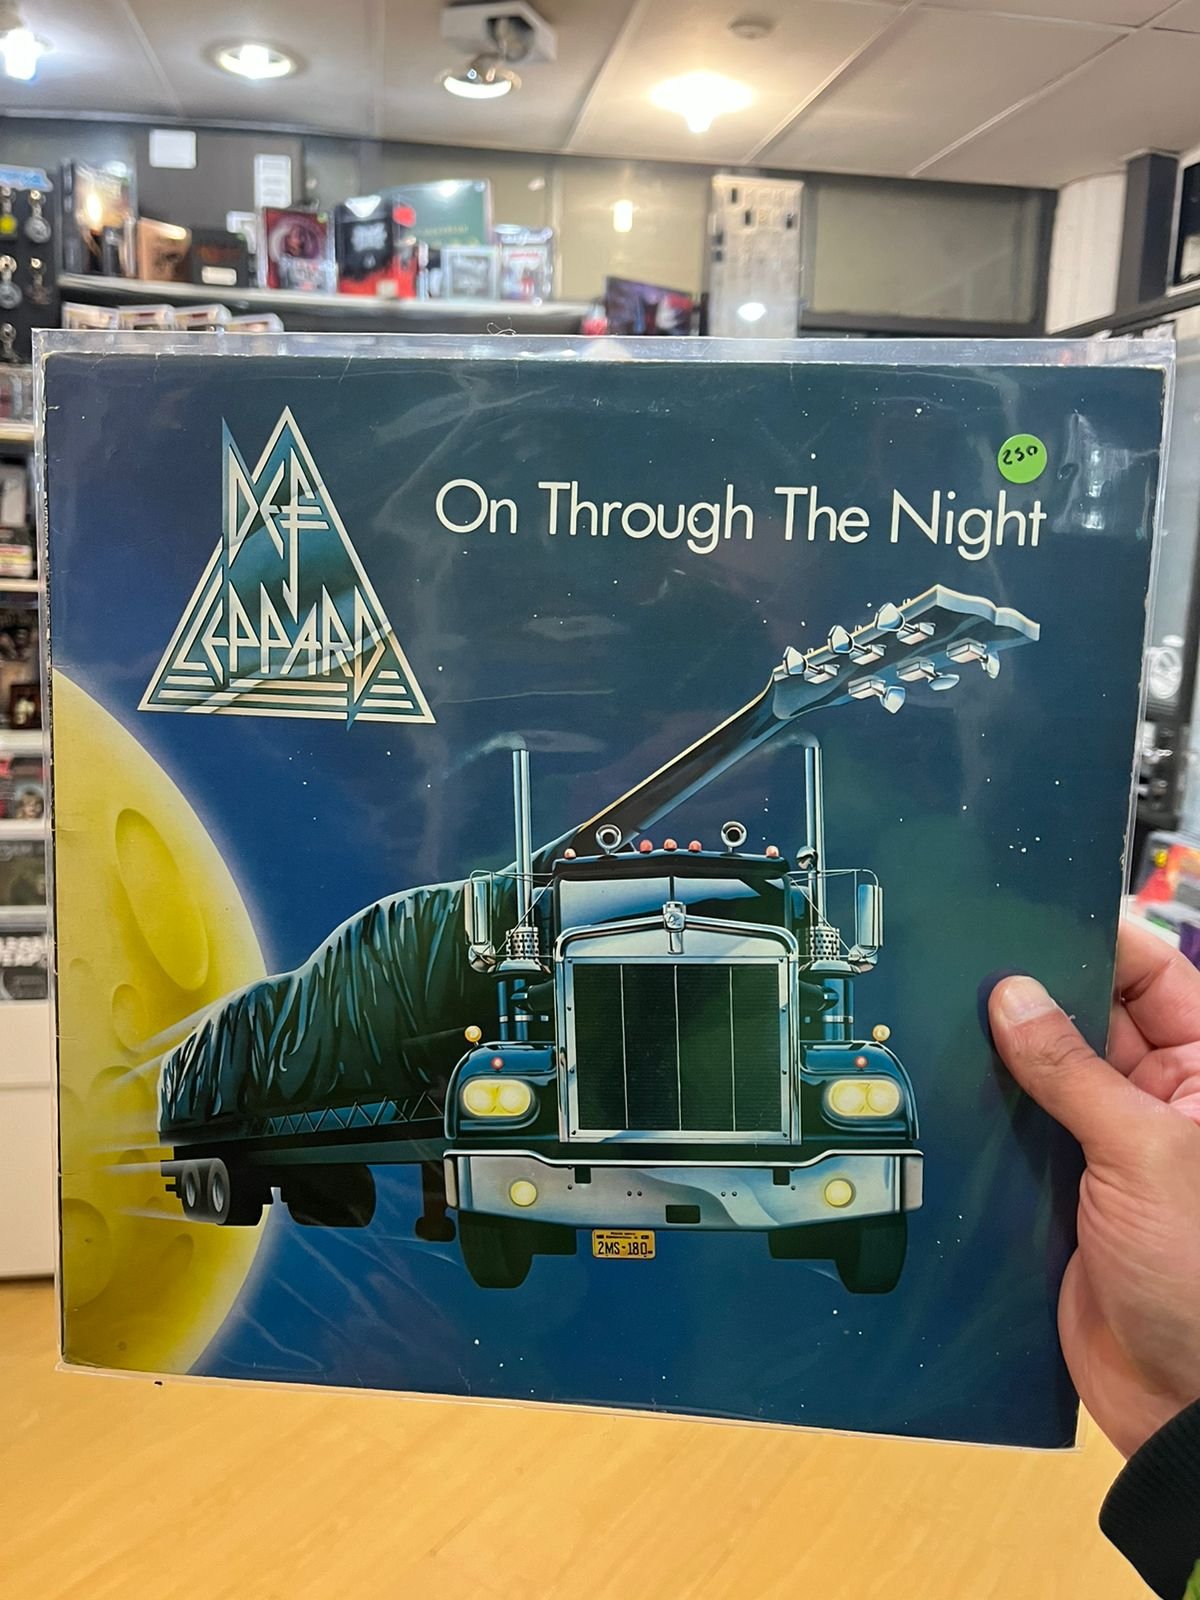 DEF
LEPPARD
On Through The Night
250
2MS-180